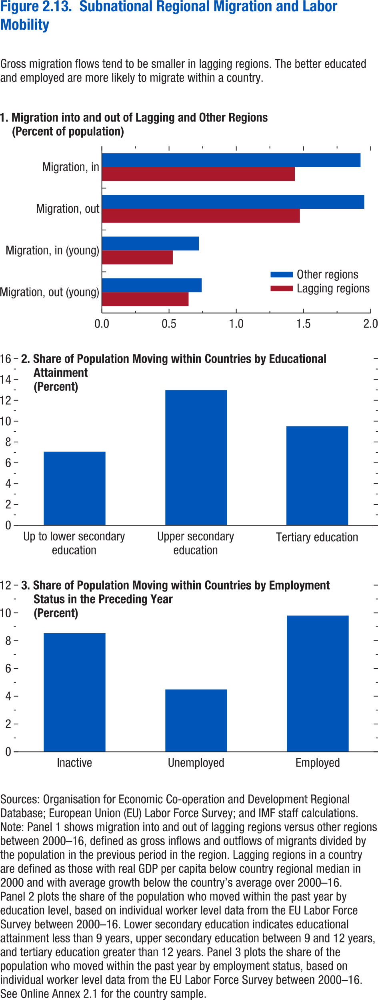 Figure 2.13. Subnational Regional Migration and Labor
Mobility
Gross migration flows tend to be smaller in lagging regions. The better educated
and employed are more likely to migrate within a country.
1. Migration into and out of Lagging and Other Regions
(Percent of population)
Migration, in
Migration, out
Migration, in (young)
Migration, out (young)
Other regions
Lagging regions
0.0 0.5 1.0 1.5 2.0
2. Share of Population Moving within Countries by Educational
Attainment
(Percent)
16
14
12
10
8
6
4
2
0
Up to lower secondary
education
Upper secondary
education
Tertiary education
3. Share of Population Moving within Countries by Employment
Status in the Preceding Year
(Percent)
12
10
8
6
4
2
0
Inactive Unemployed Employed
Sources: Organisation for Economic Co-operation and Development Regional
Database; European Union (EU) Labor Force Survey; and IMF staff calculations.
Note: Panel 1 shows migration into and out of lagging regions versus other regions
between 2000–16, defined as gross inflows and outflows of migrants divided by
the population in the previous period in the region. Lagging regions in a country
are defined as those with real GDP per capita below country regional median in
2000 and with average growth below the country’s average over 2000–16.
Panel 2 plots the share of the population who moved within the past year by
education level, based on individual worker level data from the EU Labor Force
Survey between 2000–16. Lower secondary education indicates educational
attainment less than 9 years, upper secondary education between 9 and 12 years,
and tertiary education greater than 12 years. Panel 3 plots the share of the
population who moved within the past year by employment status, based on
individual worker level data from the EU Labor Force Survey between 2000–16.
See Online Annex 2.1 for the country sample.